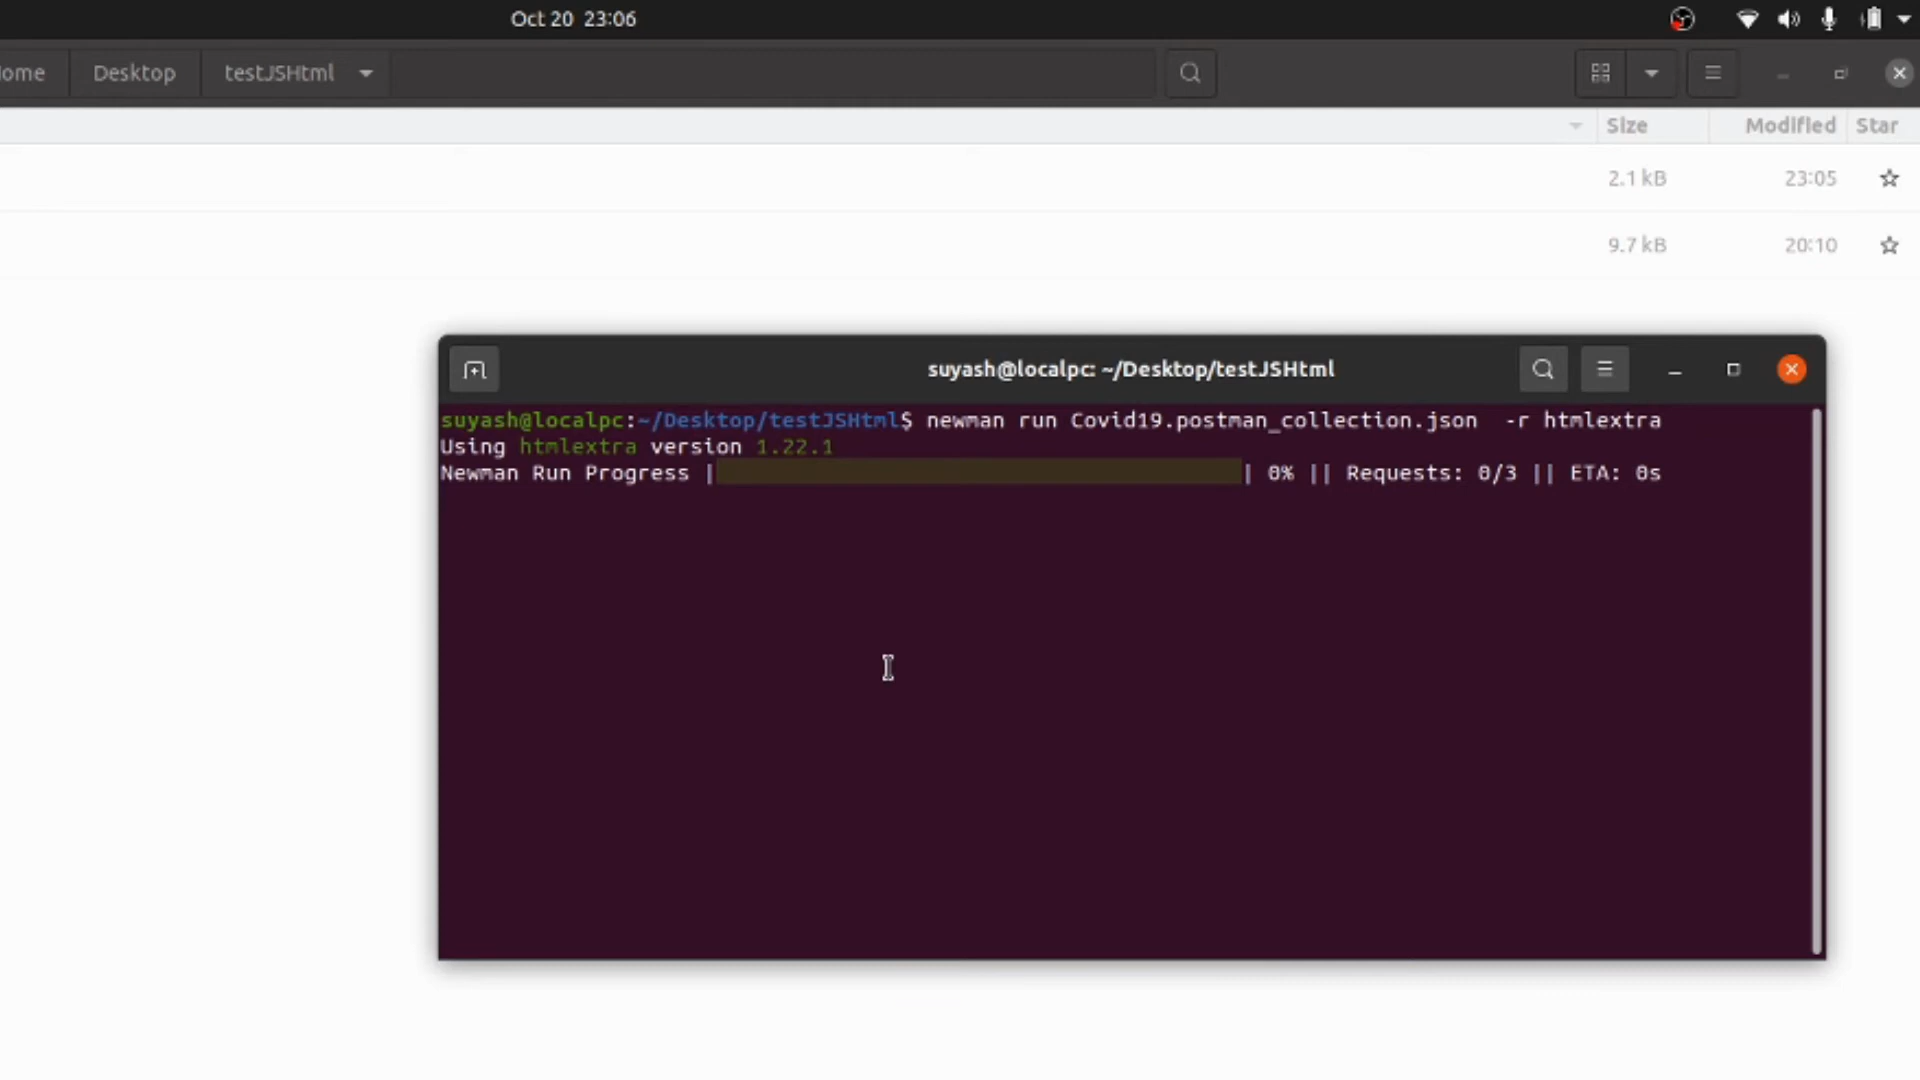 Oct 20 23:06
ome Desktop testJSHtml
Size Modified Star
2.1 kB 23:05
9.7 kB 20:10
suyash@localpc: ~/Desktop/testJSHtml
suyash@localpc:~/Desktop/testJSHtml$ newman run Covid19.postman_collection.json  -r htmlextra
Using htmlextra version 1.22.1
Newman Run Progress | | 0% || Requests: 0/3 || ETA: 0s